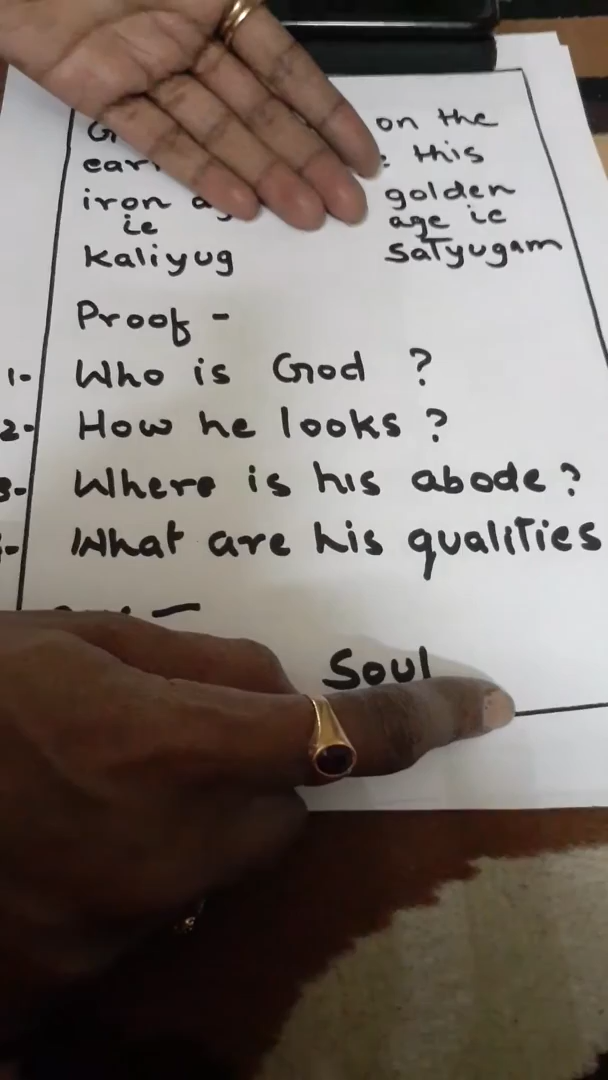 on the
this
iron golden
ie age ie
Kaliyug Satyugam
Proof -
1- Who is God ?
2- How he looks ?
3- Where is his abode ?
What are his qualities
Soul